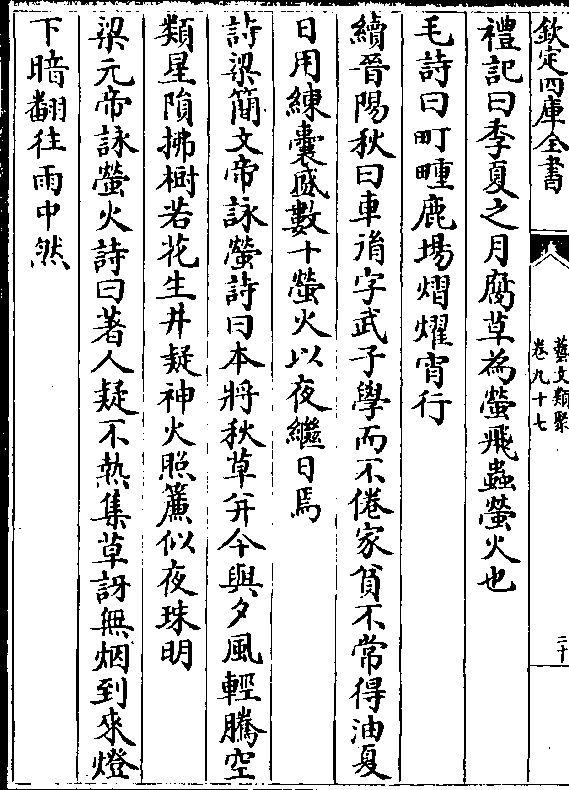 欽定四庫全書
藝文類聚
卷九十七
二十
禮記曰季夏之月腐草為螢飛蟲螢火也
毛詩曰町畽鹿場熠燿宵行
續晉陽秋曰車𦙍字武子學而不倦家貧不常得油夏
日用練囊盛數十螢火以夜繼日焉
詩梁簡文帝詠螢詩曰本將秋草并今與夕風輕騰空
類星隕拂樹若花生井疑神火照簾似夜珠明
梁元帝詠螢火詩曰著人疑不熱集草訝無烟到來燈
下暗翻往雨中然